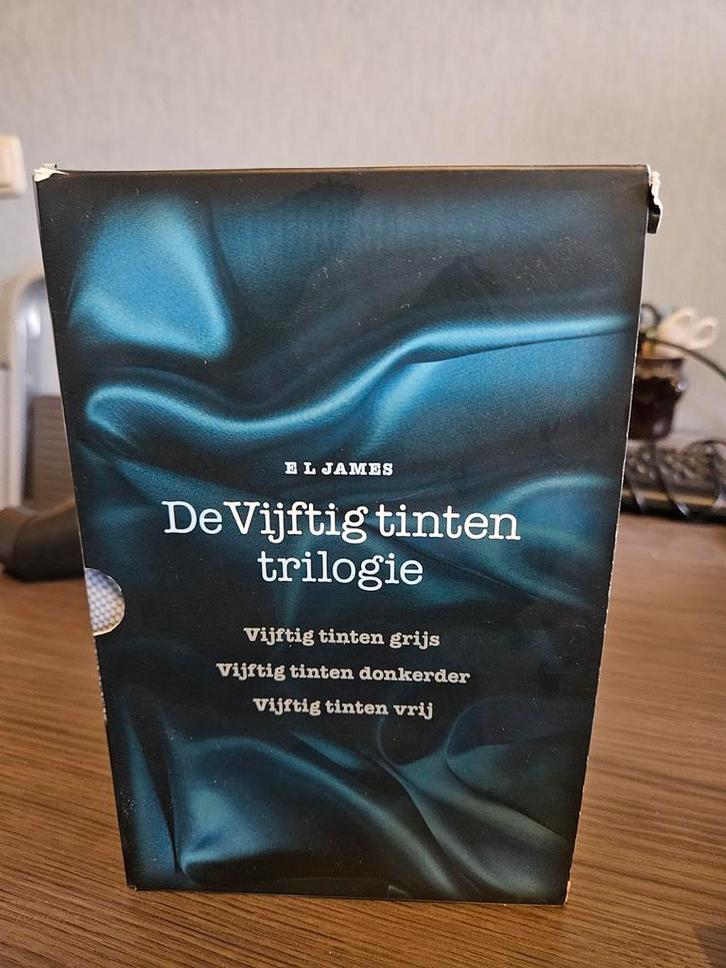 E L JAMES
De Vijftig tinten
trilogie
Vijftig tinten grijs
Vijftig tinten donkerder
Vijftig tinten vrij